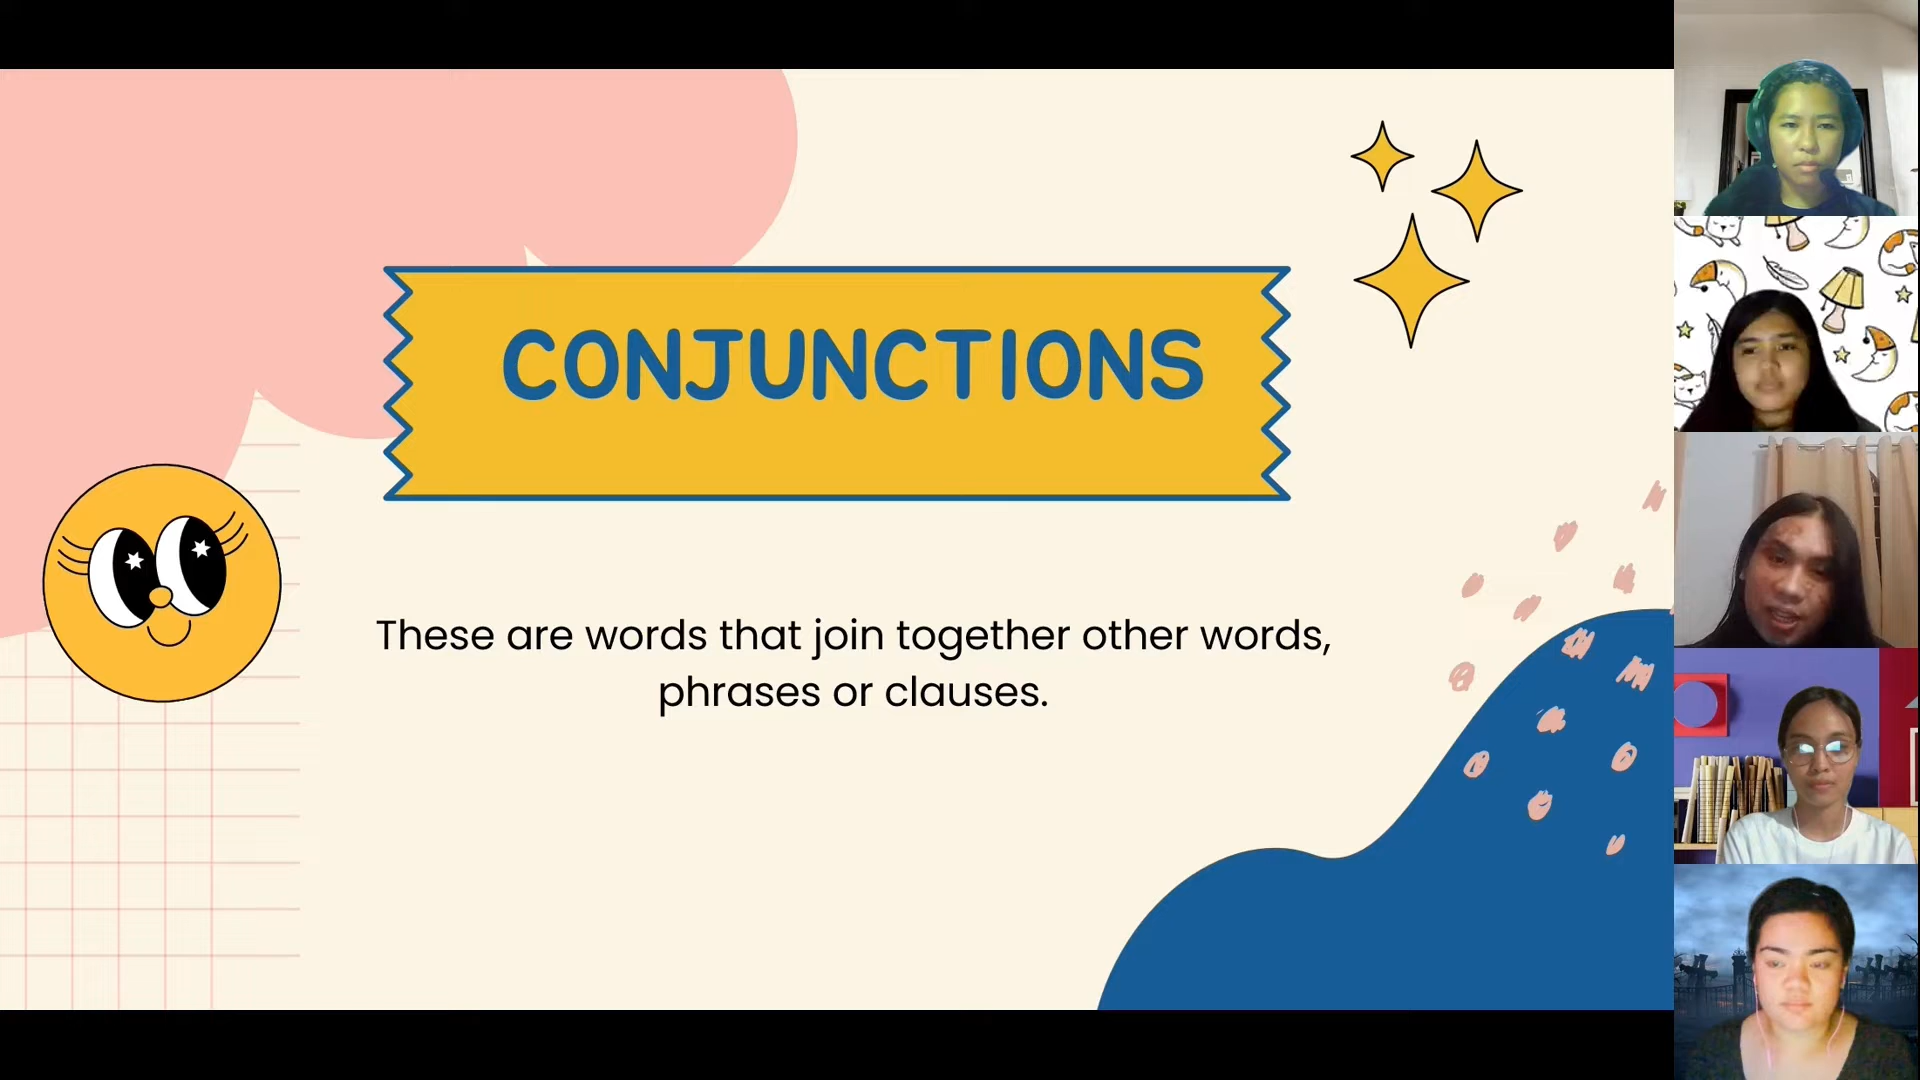 CONJUNCTIONS
These are words that join together other words,
phrases or clauses.